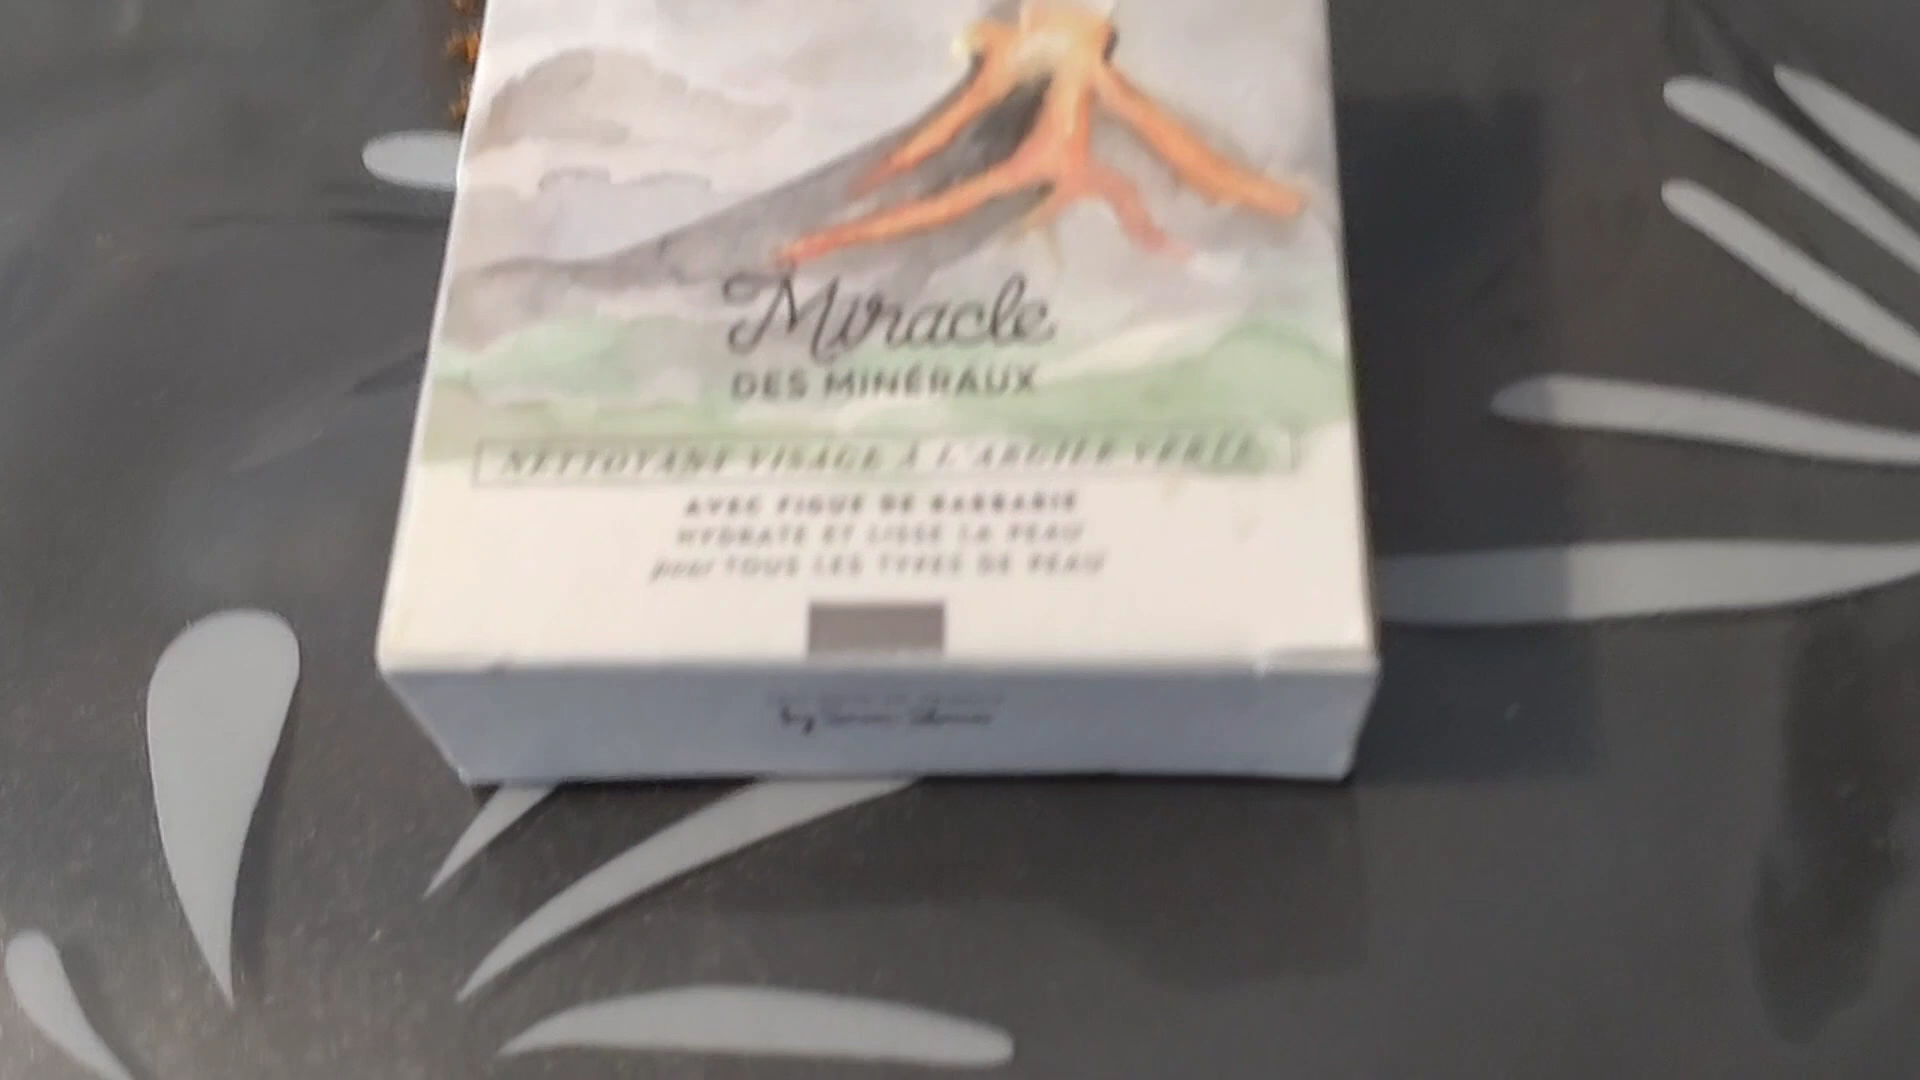 Miracle
DES MINÉRAUX
NETTOYANT VISAGE À L'ARGILE VERTE
AVEC FIGUE DE BARBARIE
HYDRATE ET LISSE LA PEAU
pour TOUS LES TYPES DE PEAU
by